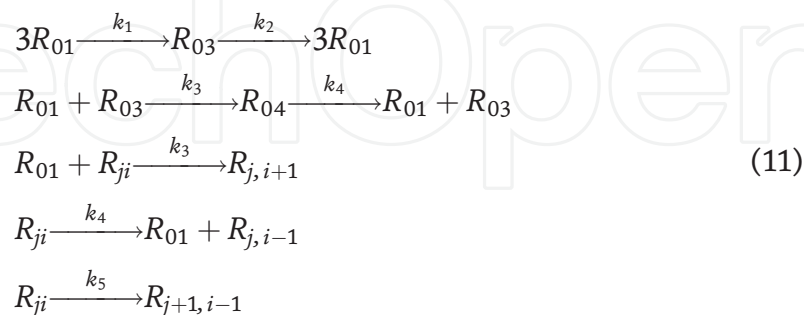 3R₀₁ —k₁→ R₀₃ —k₂→ 3R₀₁
R₀₁ + R₀₃ —k₃→ R₀₄ —k₄→ R₀₁ + R₀₃
R₀₁ + Rⱼᵢ —k₃→ Rⱼ,ᵢ₊₁ (11)
Rⱼᵢ —k₄→ R₀₁ + Rⱼ,ᵢ₋₁
Rⱼᵢ —k₅→ Rⱼ₊₁,ᵢ₋₁